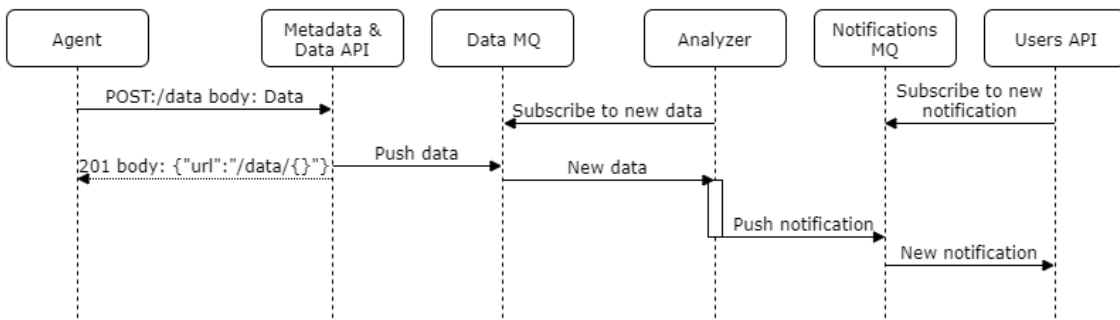 Agent
Metadata &
Data API
Data MQ
Analyzer
Notifications
MQ
Users API
POST:/data body: Data
Subscribe to new data
Subscribe to new
notification
201 body: {"url":"/data/{}"}
Push data
New data
Push notification
New notification